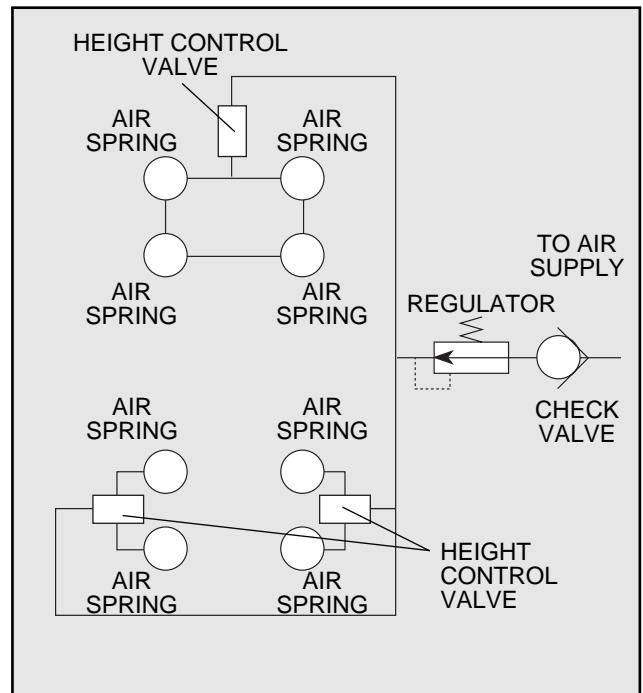 HEIGHT CONTROL
VALVE
AIR
SPRING
AIR
SPRING
AIR
SPRING
AIR
SPRING
TO AIR
SUPPLY
REGULATOR
CHECK
VALVE
AIR
SPRING
AIR
SPRING
AIR
SPRING
AIR
SPRING
HEIGHT
CONTROL
VALVE